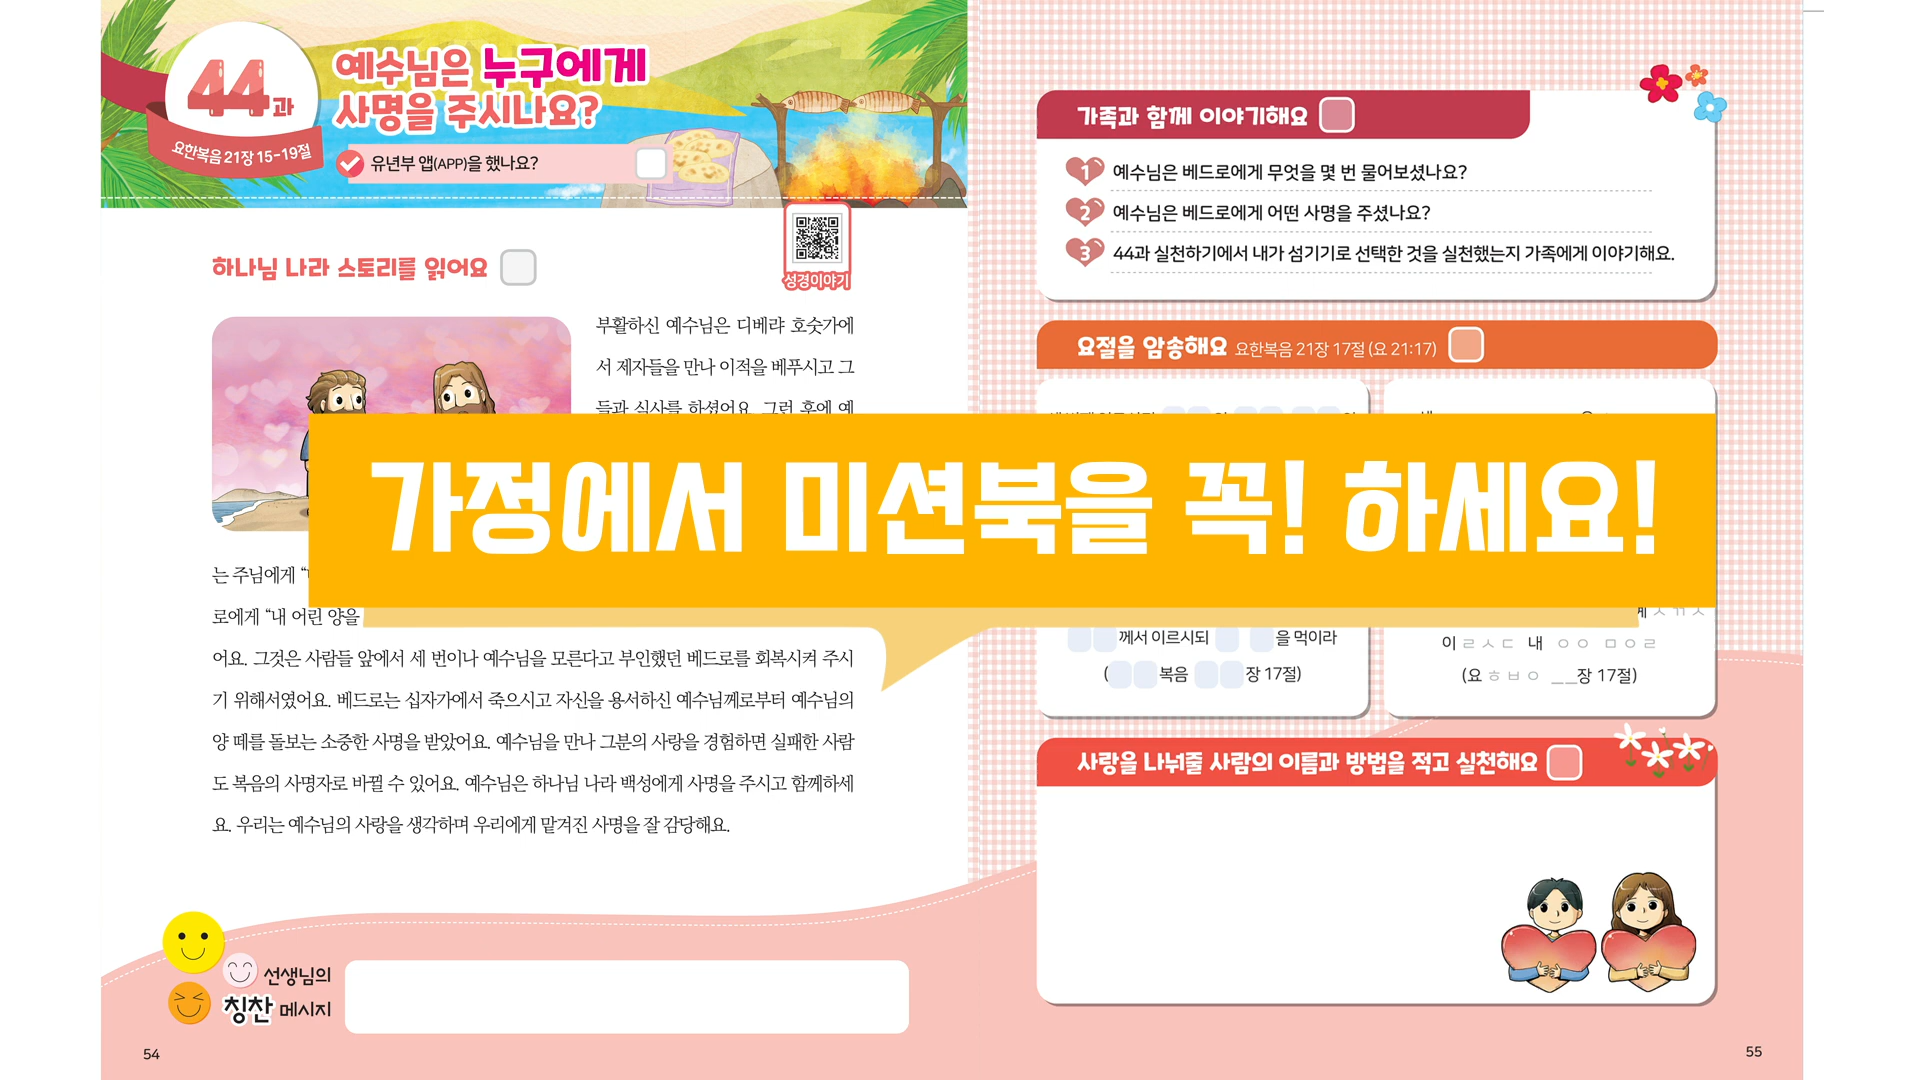 44과
요한복음 21장 15-19절
예수님은 누구에게
사명을 주시나요?
유년부 앱(APP)을 했나요?
하나님 나라 스토리를 읽어요
성경이야기
부활하신 예수님은 디베랴 호숫가에
서 제자들을 만나 이적을 베푸시고 그
들과 식사를 하셨어요. 그런 후에 예
는 주님에게
로에게 “내 어린 양을
어요. 그것은 사람들 앞에서 세 번이나 예수님을 모른다고 부인했던 베드로를 회복시켜 주시
기 위해서였어요. 베드로는 십자가에서 죽으시고 자신을 용서하신 예수님께로부터 예수님의
양 떼를 돌보는 소중한 사명을 받았어요. 예수님을 만나 그분의 사랑을 경험하면 실패한 사람
도 복음의 사명자로 바뀔 수 있어요. 예수님은 하나님 나라 백성에게 사명을 주시고 함께하세
요. 우리는 예수님의 사랑을 생각하며 우리에게 맡겨진 사명을 잘 감당해요.
선생님의
칭찬 메시지
54
가정에서 미션북을 꼭! 하세요!
가족과 함께 이야기해요
1 예수님은 베드로에게 무엇을 몇 번 물어보셨나요?
2 예수님은 베드로에게 어떤 사명을 주셨나요?
3 44과 실천하기에서 내가 섬기기로 선택한 것을 실천했는지 가족에게 이야기해요.
요절을 암송해요 요한복음 21장 17절 (요 21:17)
께서 이르시되 을 먹이라
( 복음 장 17절)
이 ㄹ ㅅ ㄷ 내 ㅇ ㅇ ㅁ ㅇ ㄹ
(요 ㅎ ㅂ ㅇ __장 17절)
사랑을 나눠줄 사람의 이름과 방법을 적고 실천해요
55